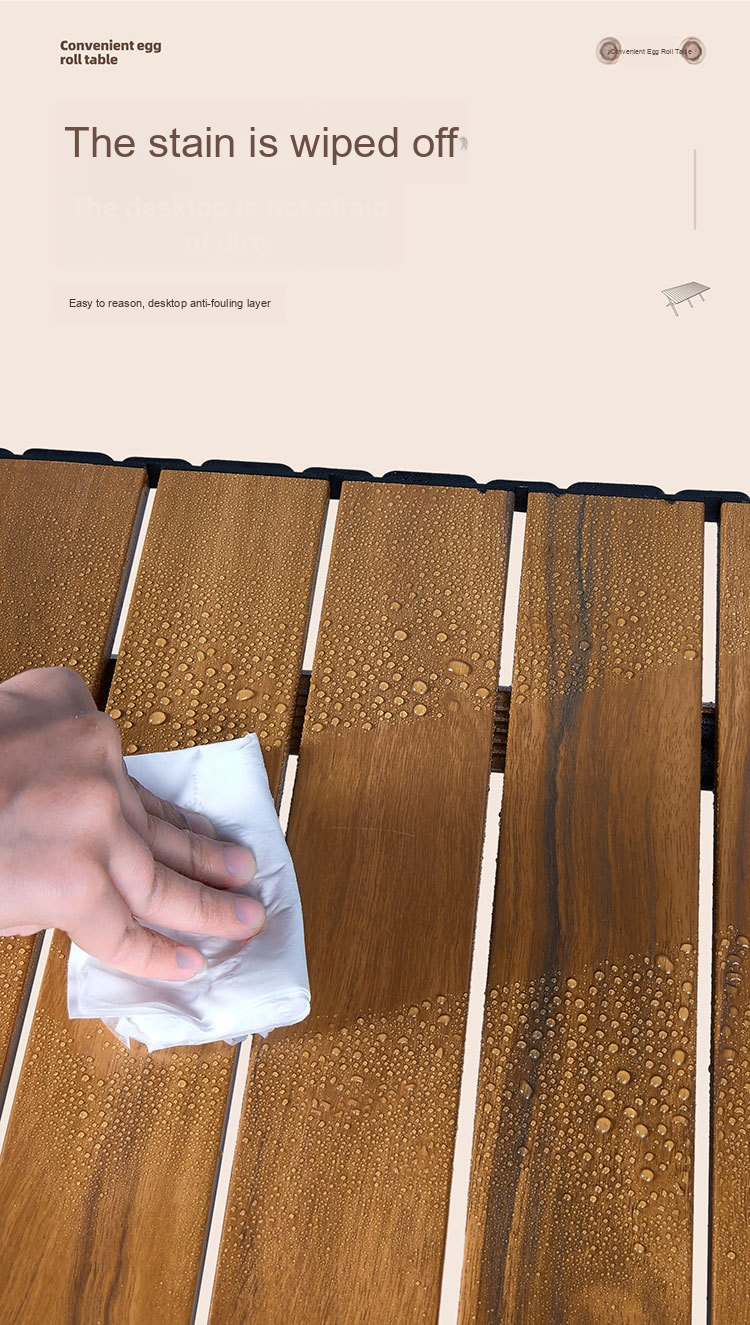 Convenient egg
roll table
Convenient Egg Roll Table
The stain is wiped off
The desktop is not afraid
of dirty
Easy to reason, desktop anti-fouling layer